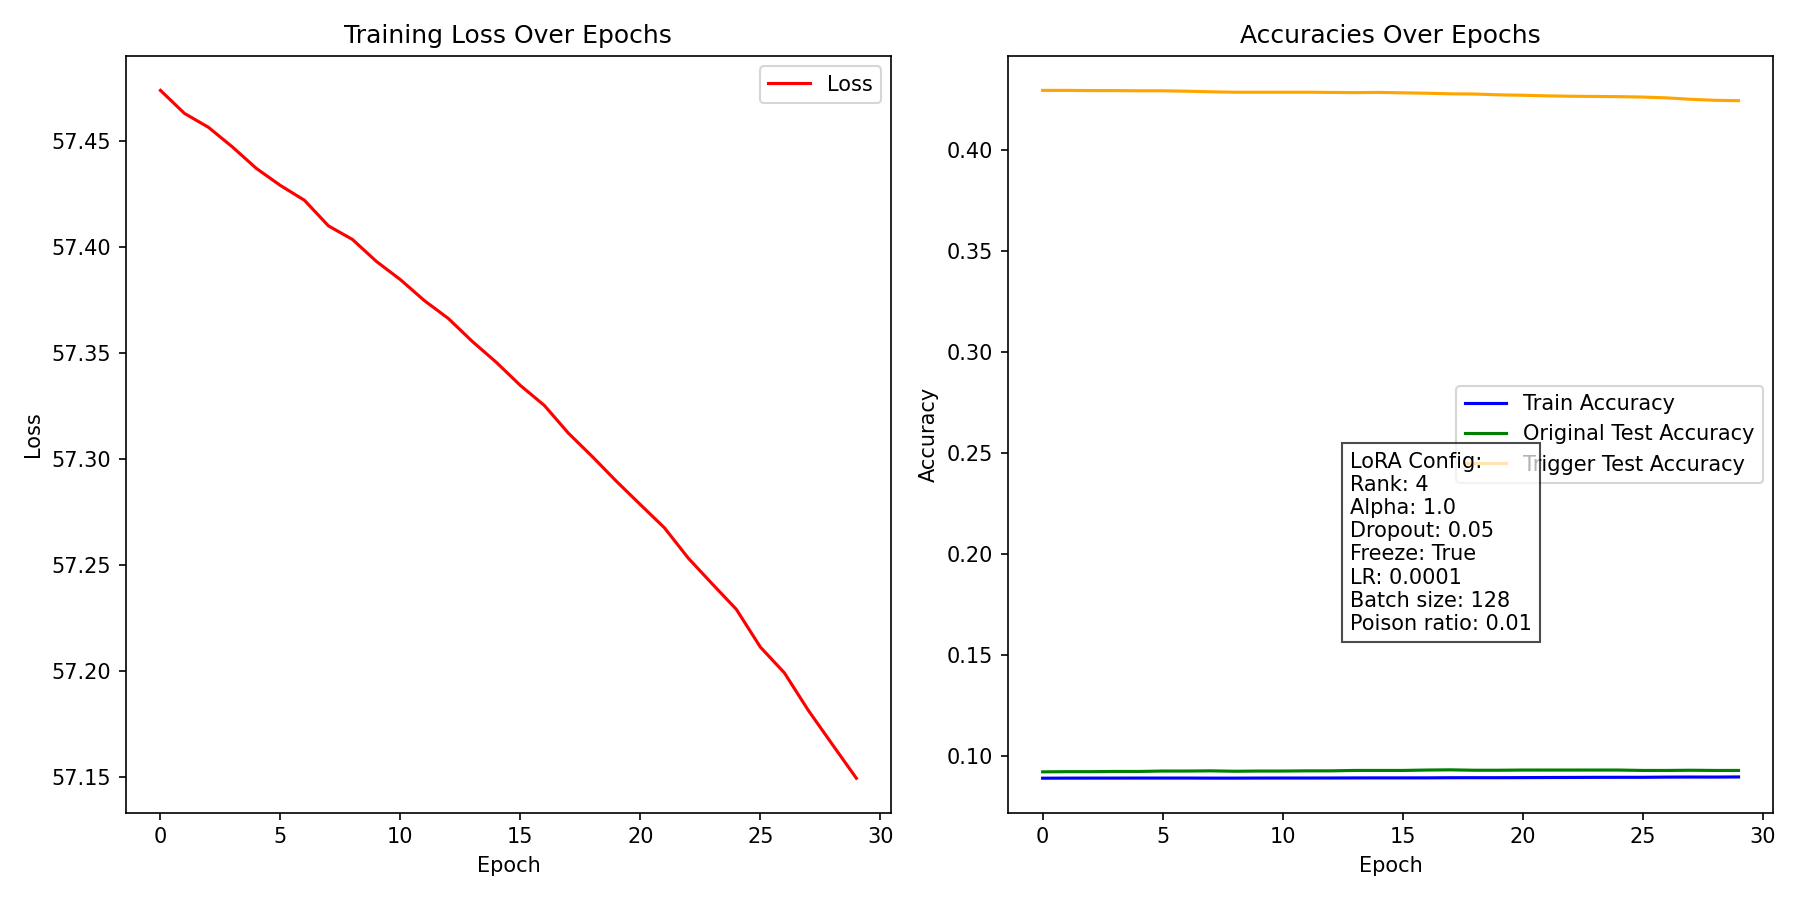 Training Loss Over Epochs
Loss
57.45
57.40
57.35
57.30
57.25
57.20
57.15
Loss
0
5
10
15
20
25
30
Epoch
Accuracies Over Epochs
0.40
0.35
0.30
0.25
0.20
0.15
0.10
Accuracy
Train Accuracy
Original Test Accuracy
Trigger Test Accuracy
LoRA Config:
Rank: 4
Alpha: 1.0
Dropout: 0.05
Freeze: True
LR: 0.0001
Batch size: 128
Poison ratio: 0.01
0
5
10
15
20
25
30
Epoch